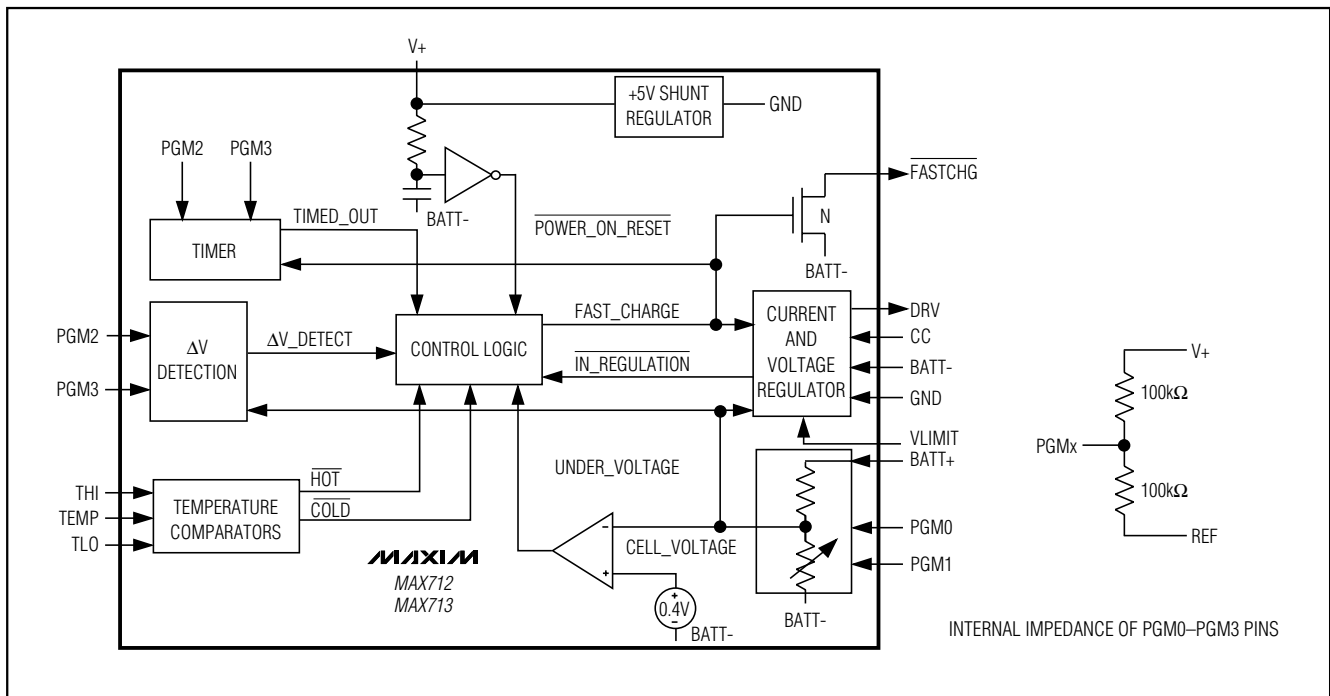 V+
+5V SHUNT
REGULATOR
GND
PGM2
PGM3
FASTCHG
N
BATT-
TIMED_OUT
BATT-
POWER_ON_RESET
TIMER
DRV
FAST_CHARGE
CURRENT
AND
VOLTAGE
REGULATOR
CC
PGM2
ΔV
DETECTION
ΔV_DETECT
CONTROL LOGIC
BATT-
V+
IN_REGULATION
PGM3
GND
100kΩ
VLIMIT
PGMx
BATT+
UNDER_VOLTAGE
THI
HOT
100kΩ
TEMP
TEMPERATURE
COMPARATORS
COLD
PGM0
TLO
-
CELL_VOLTAGE
REF
MAXIM
PGM1
MAX712
+
MAX713
+
0.4V
-
BATT-
BATT-
INTERNAL IMPEDANCE OF PGM0–PGM3 PINS